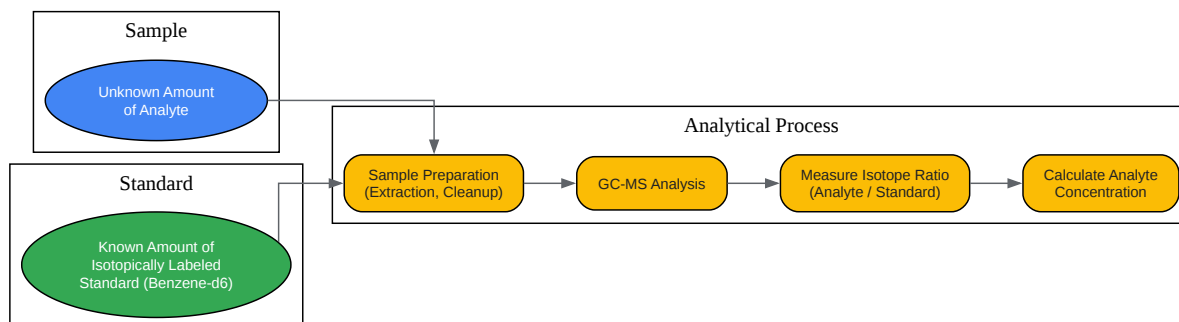 Sample
Unknown Amount
of Analyte
Standard
Known Amount of
Isotopically Labeled
Standard (Benzene-d6)
Analytical Process
Sample Preparation
(Extraction, Cleanup)
GC-MS Analysis
Measure Isotope Ratio
(Analyte / Standard)
Calculate Analyte
Concentration